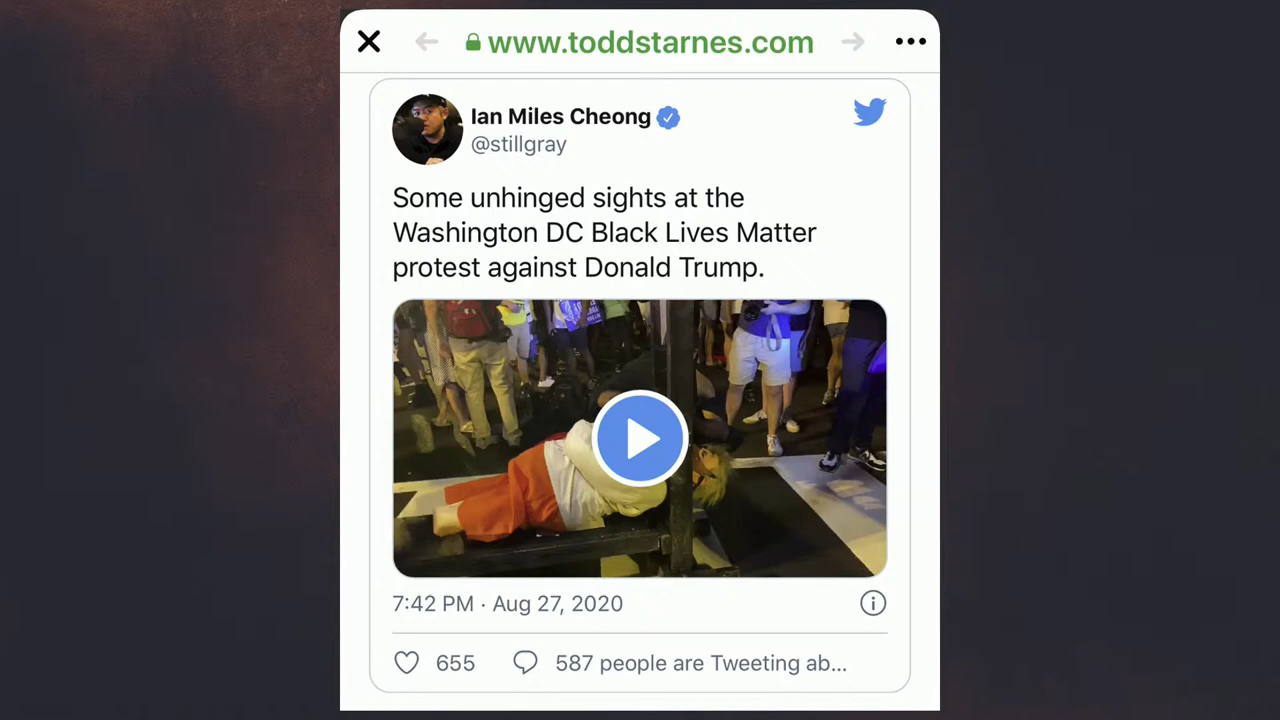 www.toddstarnes.com
Ian Miles Cheong
@stillgray
Some unhinged sights at the
Washington DC Black Lives Matter
protest against Donald Trump.
7:42 PM · Aug 27, 2020
655
587 people are Tweeting ab...